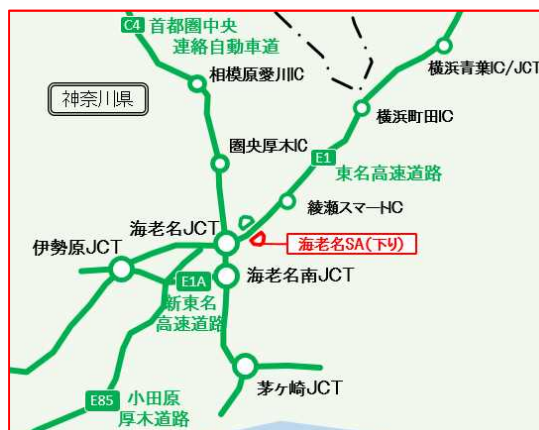 C4 首都圏中央
連絡自動車道
横浜青葉IC/JCT
相模原愛川IC
神奈川県
横浜町田IC
圏央厚木IC
E1
東名高速道路
綾瀬スマートIC
海老名JCT
海老名SA(下り)
伊勢原JCT
海老名南JCT
E1A
新東名
高速道路
茅ヶ崎JCT
E85 小田原
厚木道路